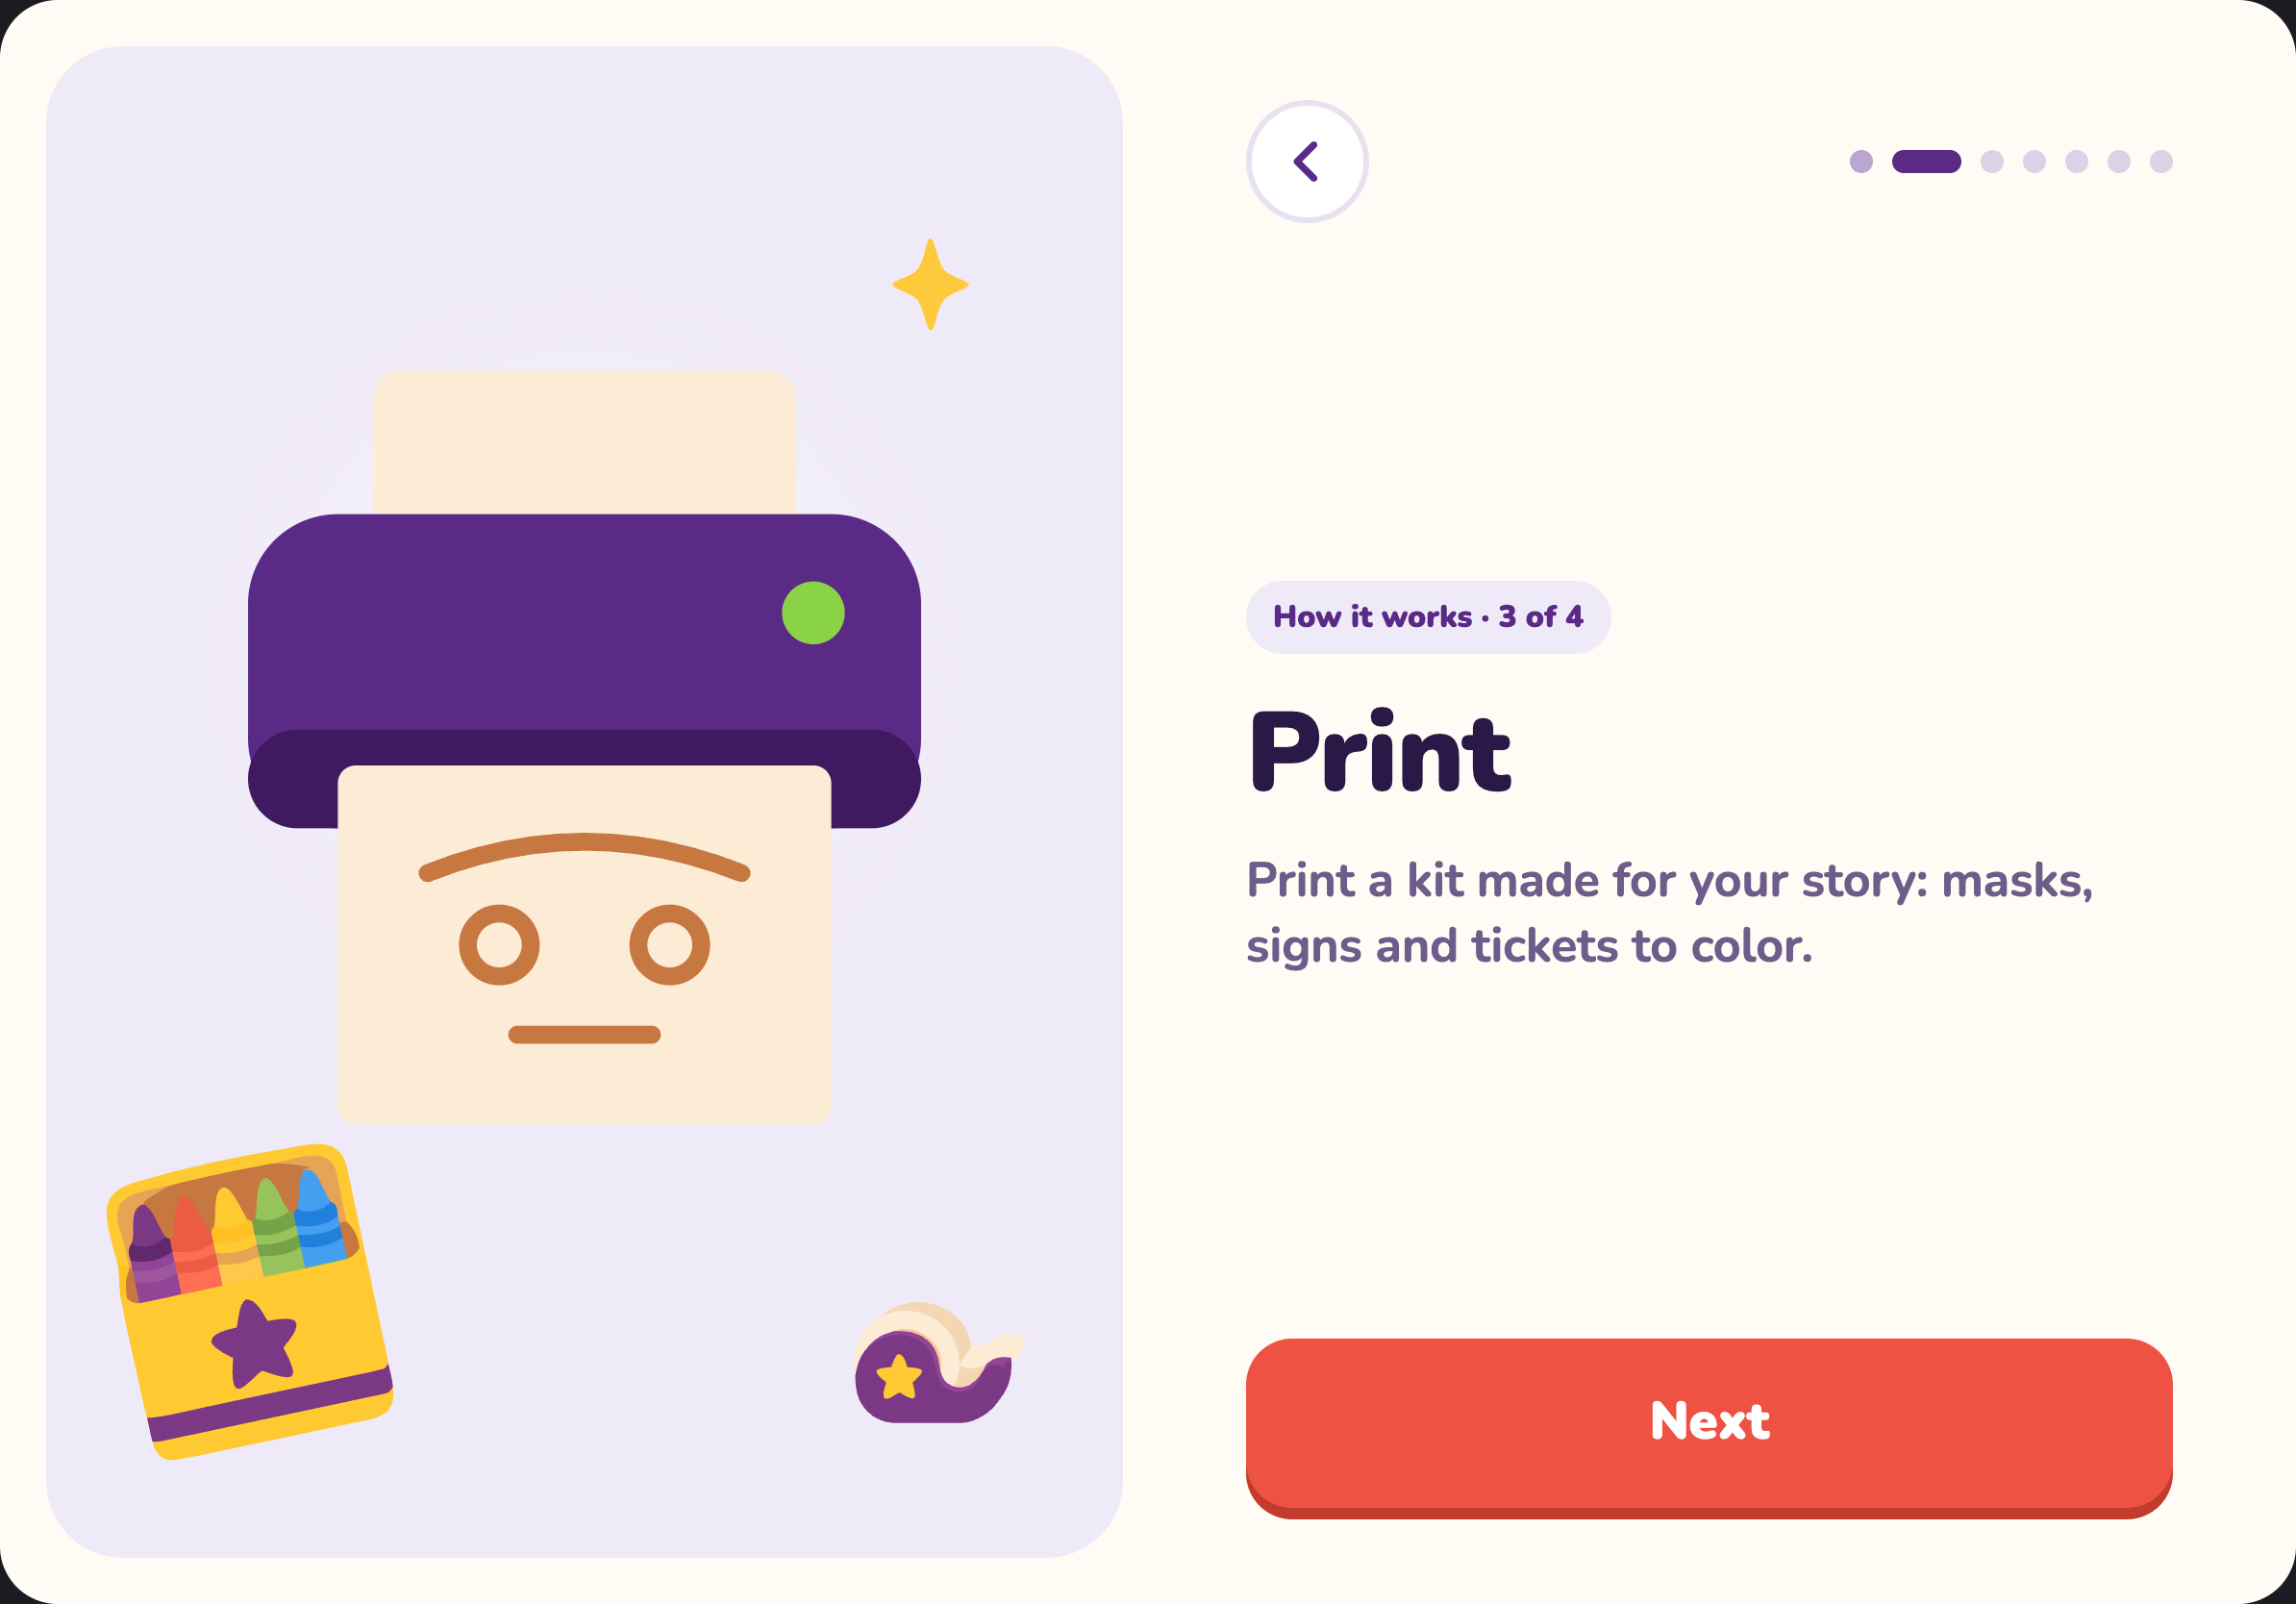 How it works · 3 of 4
Print
Print a kit made for your story: masks,
signs and tickets to color.
Next